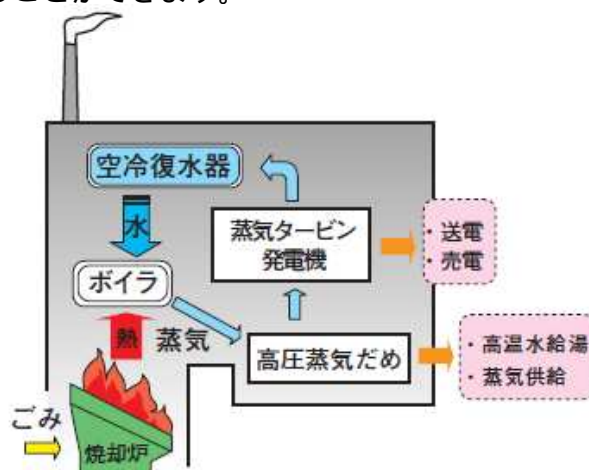 空冷復水器
水
蒸気タービン
発電機
・送電
・売電
ボイラ
熱
蒸気
高圧蒸気だめ
・高温水給湯
・蒸気供給
ごみ
焼却炉